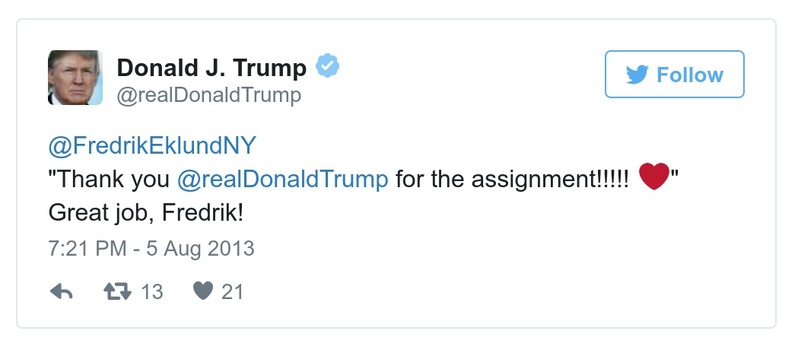 Donald J. Trump
@realDonaldTrump
Follow
@FredrikEklundNY
"Thank you @realDonaldTrump for the assignment!!!!! ❤"
Great job, Fredrik!
7:21 PM - 5 Aug 2013
13 21